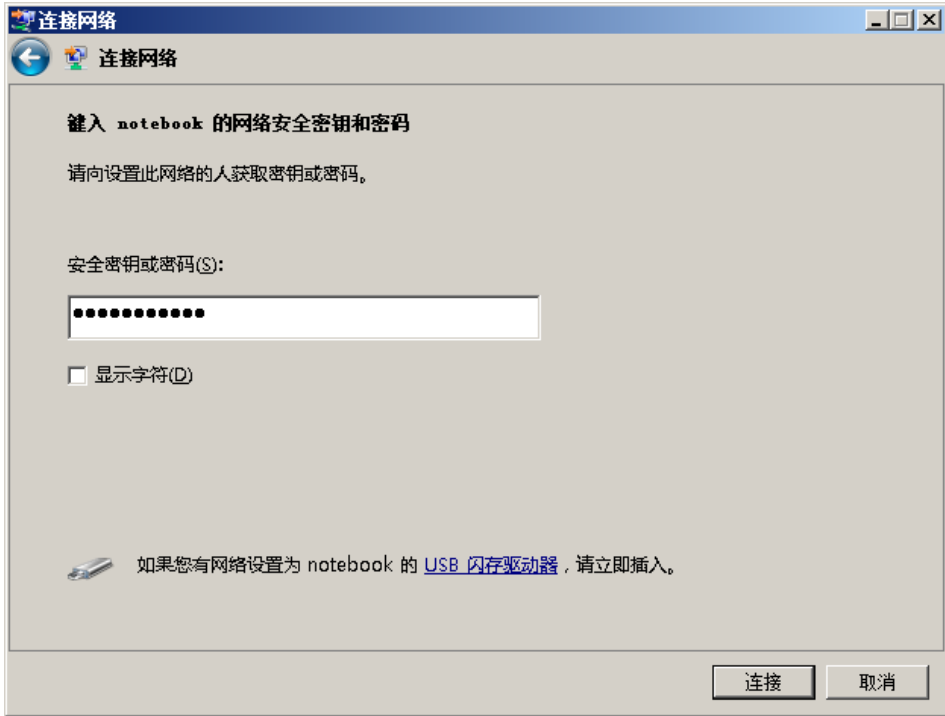 连接网络
连接网络
键入 notebook 的网络安全密钥和密码
请向设置此网络的人获取密钥或密码。
安全密钥或密码(S):
●●●●●●●●●●●
显示字符(D)
如果您有网络设置为 notebook 的 USB 闪存驱动器，请立即插入。
连接 取消